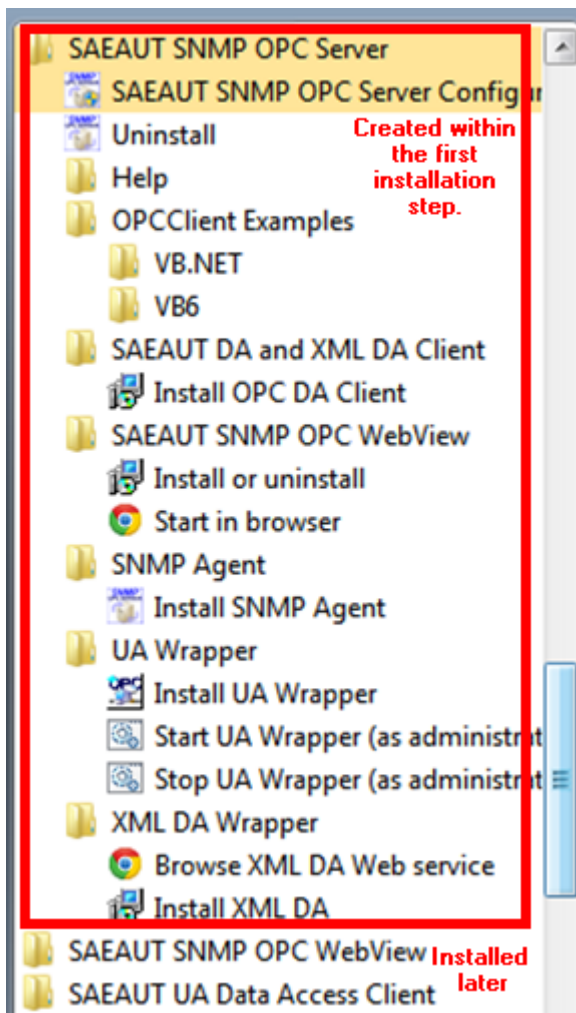 SAEAUT SNMP OPC Server
SAEAUT SNMP OPC Server Configur
Uninstall
Created within
the first
installation
step.
Help
OPCClient Examples
VB.NET
VB6
SAEAUT DA and XML DA Client
Install OPC DA Client
SAEAUT SNMP OPC WebView
Install or uninstall
Start in browser
SNMP Agent
Install SNMP Agent
UA Wrapper
Install UA Wrapper
Start UA Wrapper (as administrat
Stop UA Wrapper (as administrat
XML DA Wrapper
Browse XML DA Web service
Install XML DA
SAEAUT SNMP OPC WebView
Installed
later
SAEAUT UA Data Access Client